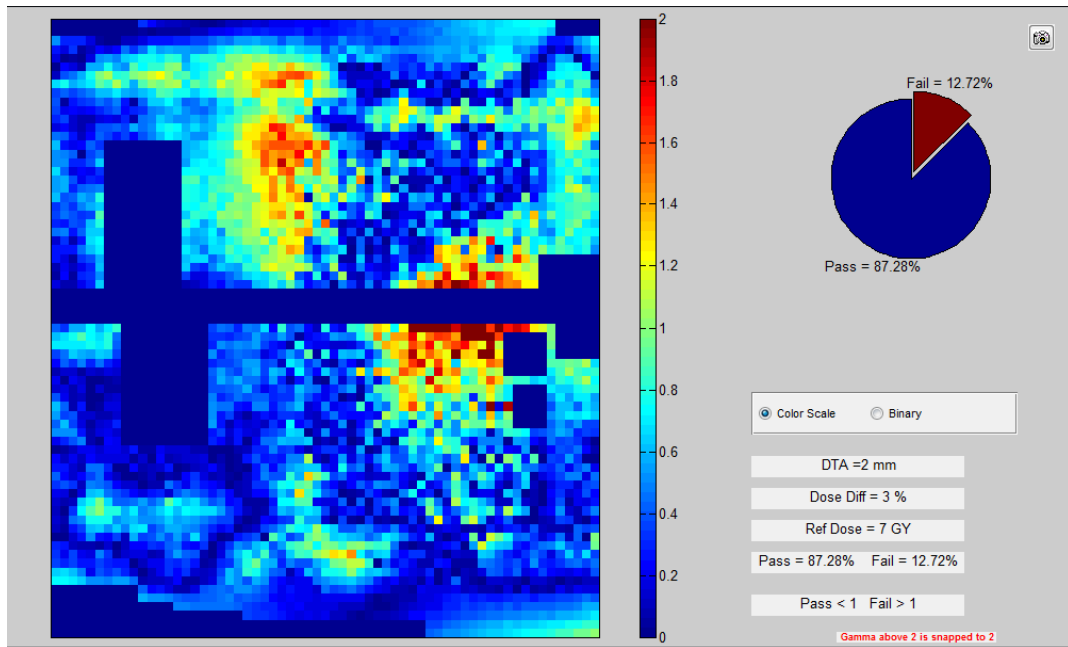 2
1.8
1.6
1.4
1.2
1
0.8
0.6
0.4
0.2
0
Fail = 12.72%
Pass = 87.28%
Color Scale Binary
DTA =2 mm
Dose Diff = 3 %
Ref Dose = 7 GY
Pass = 87.28% Fail = 12.72%
Pass < 1 Fail > 1
Gamma above 2 is snapped to 2